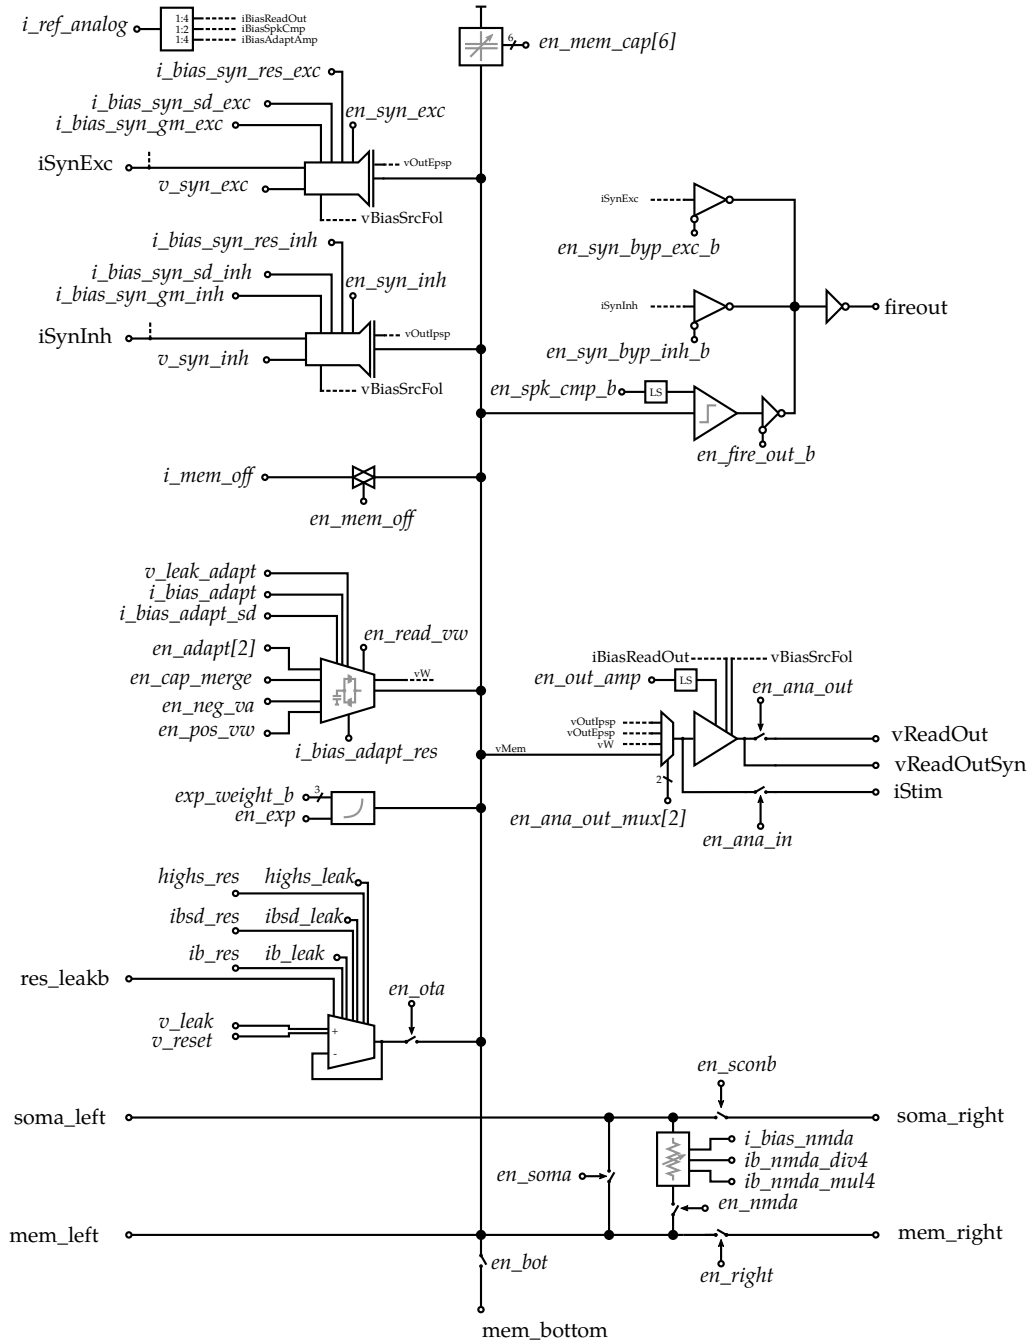 i_ref_analog
1:4
1:2
1:4
iBiasReadOut
iBiasSpkCmp
iBiasAdaptAmp
6
en_mem_cap[6]
i_bias_syn_res_exc
i_bias_syn_sd_exc
i_bias_syn_gm_exc
en_syn_exc
iSynExc
vOutEpsp
v_syn_exc
vBiasSrcFol
i_bias_syn_res_inh
i_bias_syn_sd_inh
i_bias_syn_gm_inh
en_syn_inh
iSynInh
vOutIpsp
v_syn_inh
vBiasSrcFol
iSynExc
en_syn_byp_exc_b
iSynInh
fireout
en_syn_byp_inh_b
en_spk_cmp_b
LS
en_fire_out_b
i_mem_off
en_mem_off
v_leak_adapt
i_bias_adapt
i_bias_adapt_sd
en_adapt[2]
en_read_vw
en_cap_merge
vW
en_neg_va
en_pos_vw
i_bias_adapt_res
iBiasReadOut
vBiasSrcFol
en_out_amp
LS
en_ana_out
vOutIpsp
vOutEpsp
vW
vMem
2
vReadOut
vReadOutSyn
iStim
en_ana_out_mux[2]
en_ana_in
exp_weight_b
3
en_exp
highs_res
highs_leak
ibsd_res
ibsd_leak
ib_res
ib_leak
res_leakb
en_ota
v_leak
v_reset
+
-
en_sconb
soma_left
soma_right
i_bias_nmda
ib_nmda_div4
ib_nmda_mul4
en_soma
en_nmda
mem_left
mem_right
en_bot
en_right
mem_bottom